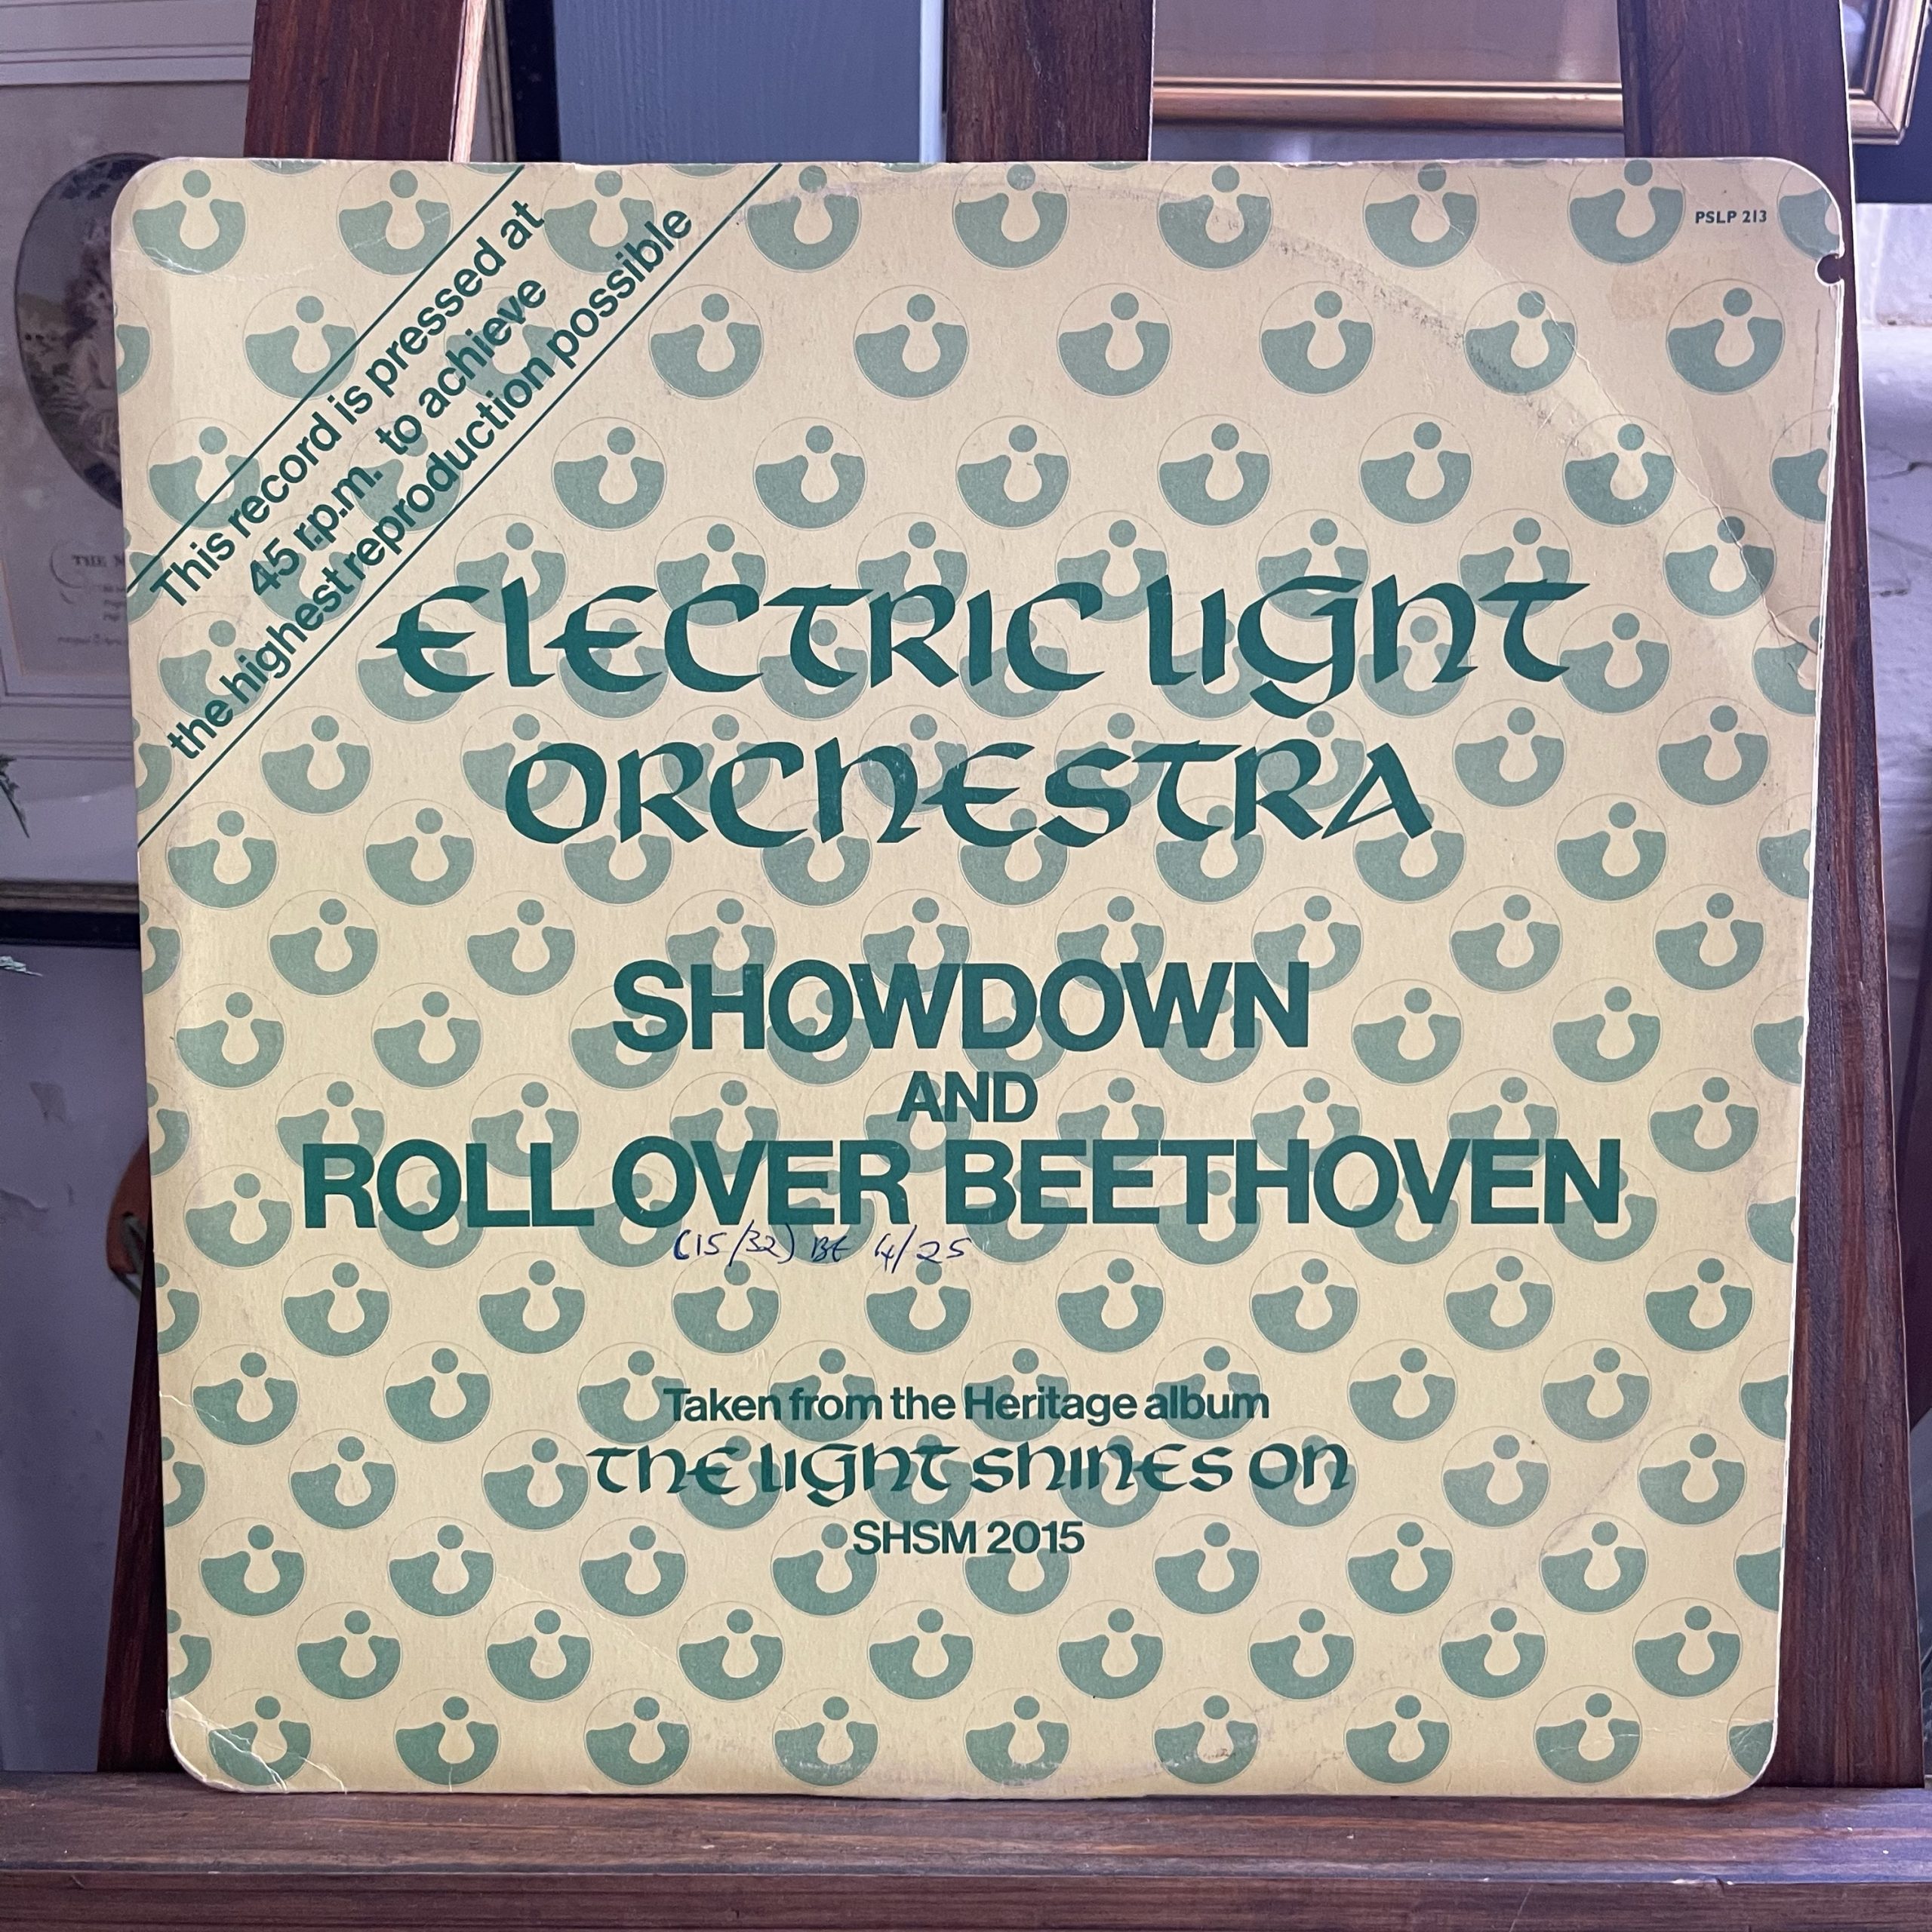 PSLP 213
This record is pressed at
45 r.p.m. to achieve
the highest reproduction possible
ELECTRIC LIGHT
ORCHESTRA
SHOWDOWN
AND
ROLL OVER BEETHOVEN
(15/32) BE 4/25
Taken from the Heritage album
THE LIGHT SHINES ON
SHSM 2015